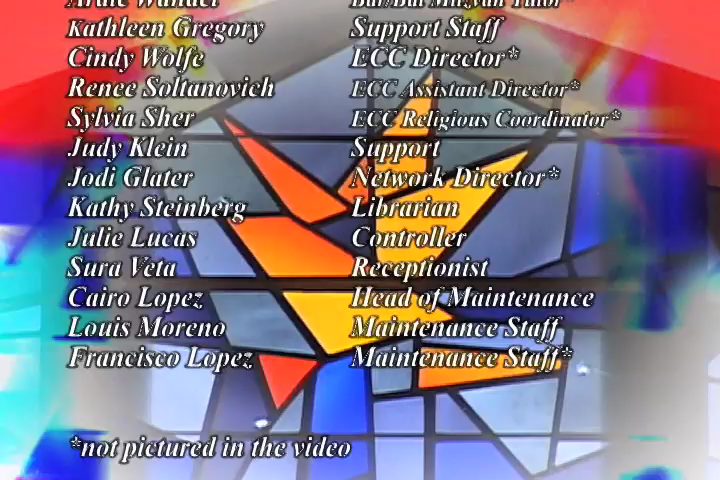 Kathleen Gregory Support Staff
Cindy Wolfe ECC Director*
Renee Soltanovich ECC Assistant Director*
Sylvia Sher ECC Religious Coordinator*
Judy Klein Support
Jodi Glater Network Director*
Kathy Steinberg Librarian
Julie Lucas Controller
Sura Veta Receptionist
Cairo Lopez Head of Maintenance
Louis Moreno Maintenance Staff
Francisco Lopez Maintenance Staff*
*not pictured in the video